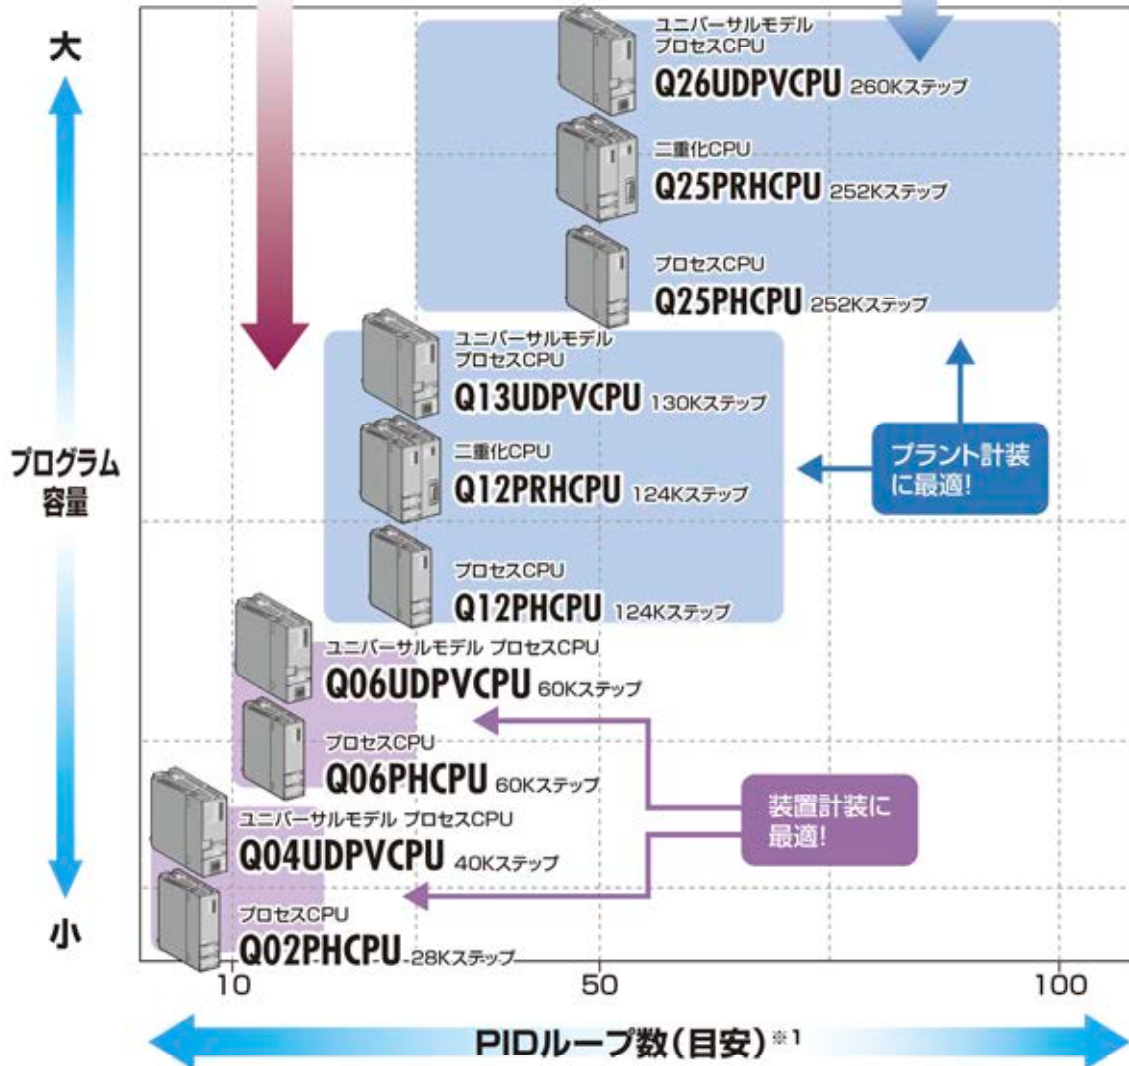 大
プログラム
容量
小
ユニバーサルモデル
プロセスCPU
Q26UDPVCPU 260Kステップ
二重化CPU
Q25PRHCPU 252Kステップ
プロセスCPU
Q25PHCPU 252Kステップ
ユニバーサルモデル
プロセスCPU
Q13UDPVCPU 130Kステップ
二重化CPU
Q12PRHCPU 124Kステップ
プロセスCPU
Q12PHCPU 124Kステップ
プラント計装
に最適!
ユニバーサルモデル プロセスCPU
Q06UDPVCPU 60Kステップ
プロセスCPU
Q06PHCPU 60Kステップ
ユニバーサルモデル プロセスCPU
Q04UDPVCPU 40Kステップ
プロセスCPU
Q02PHCPU 28Kステップ
装置計装に
最適!
10 50 100
PIDループ数(目安)※1